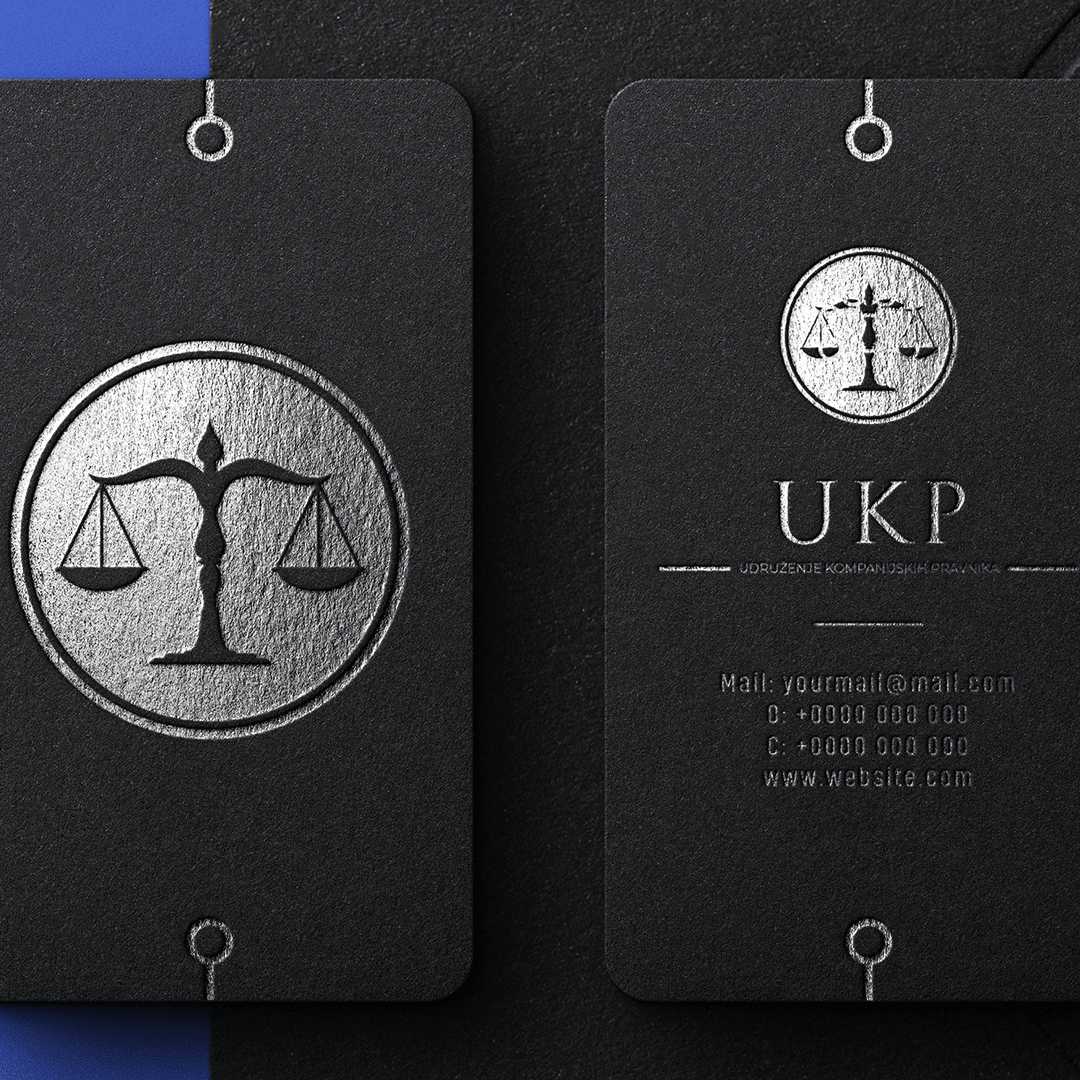 UKP
UDRUŽENJE KOMPANIJSKIH PRAVNIKA
Mail: yourmail@mail.com
O: +0000 000 000
C: +0000 000 000
www.website.com